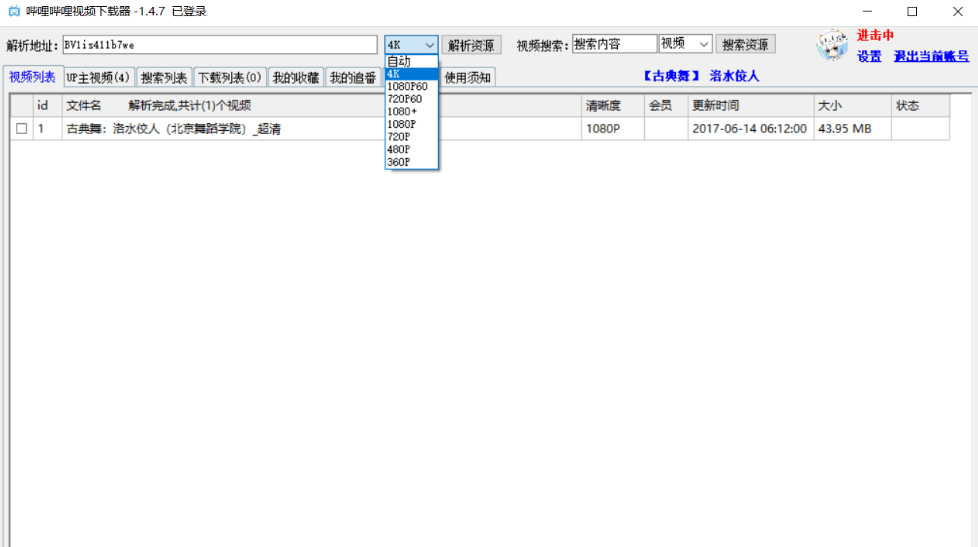 哔哩哔哩视频下载器 -1.4.7 已登录
解析地址: BV1is411b7we 4K 解析资源 视频搜索: 搜索内容 视频 搜索资源 进击中
设置 退出当前账号
视频列表 UP主视频(4) 搜索列表 下载列表(0) 我的收藏 我的追番 使用须知 【古典舞】 洛水佼人
自动
4K
1080P60
720P60
1080+
1080P
720P
480P
360P
id 文件名 解析完成,共计(1)个视频 清晰度 会员 更新时间 大小 状态
1 古典舞：洛水佼人（北京舞蹈学院）_超清 1080P 2017-06-14 06:12:00 43.95 MB